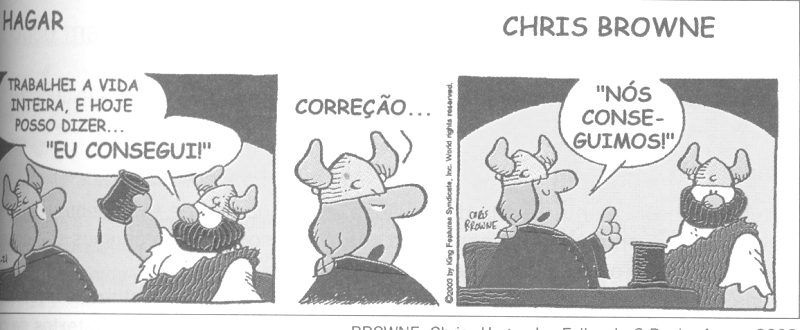 HAGAR
CHRIS BROWNE
TRABALHEI A VIDA
INTEIRA, E HOJE
POSSO DIZER...
"EU CONSEGUI!"
CORREÇÃO...
©2000 by King Features Syndicate, Inc. World rights reserved.
"NÓS
CONSE-
GUIMOS!"
CHRIS
BROWNE
BROWNE, Chris.